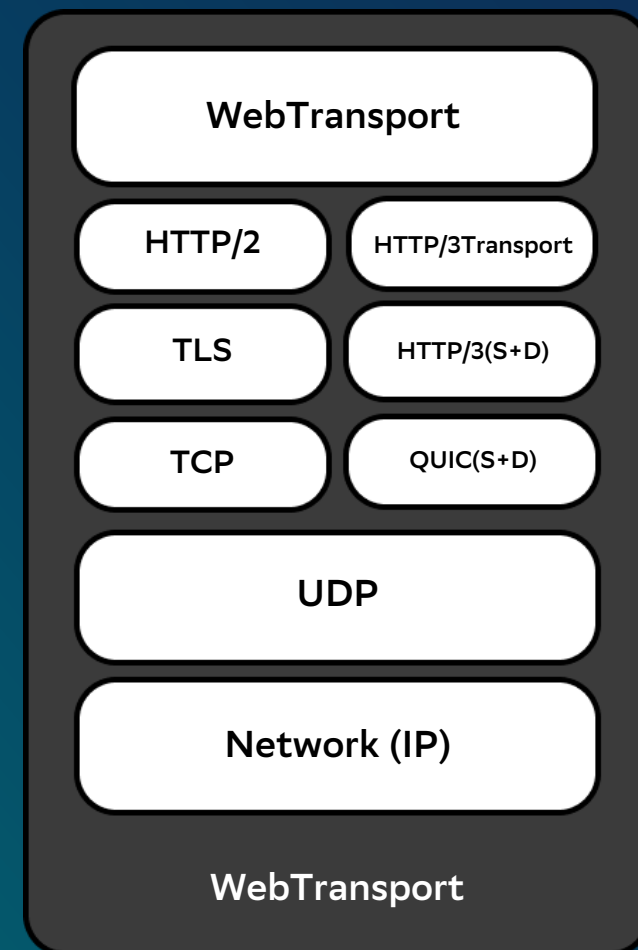 WebTransport
HTTP/2
HTTP/3Transport
TLS
HTTP/3(S+D)
TCP
QUIC(S+D)
UDP
Network (IP)
WebTransport